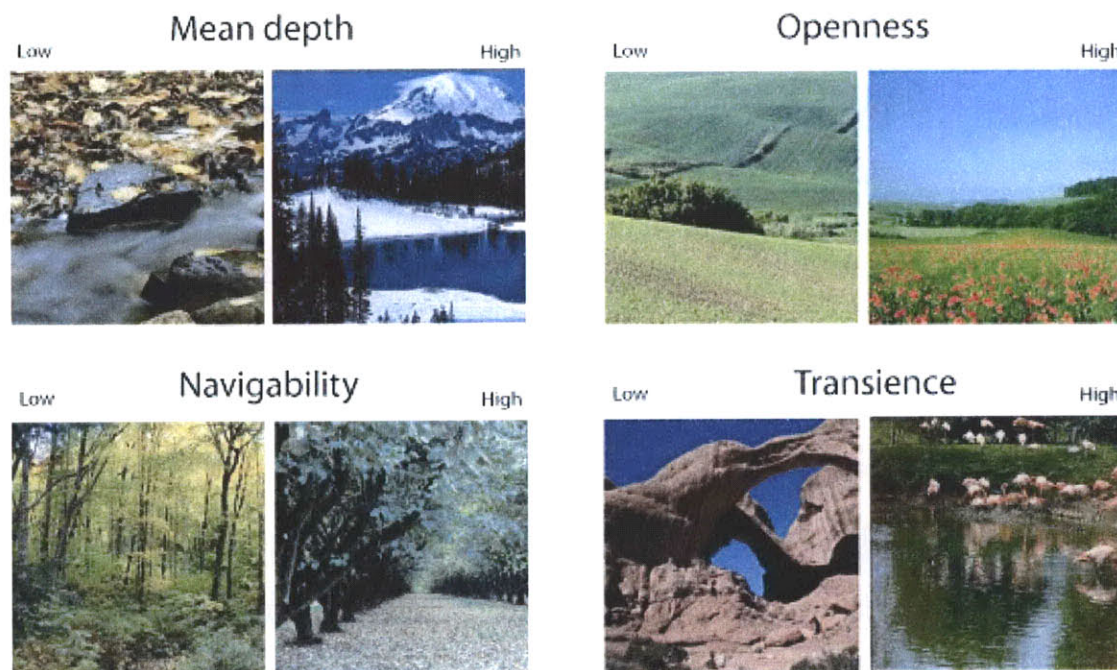 Mean depth
Low High
Openness
Low High
Navigability
Low High
Transience
Low High